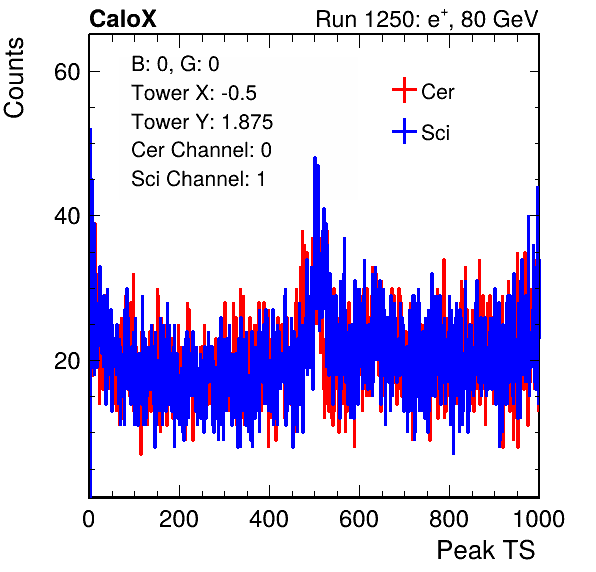 CaloX Run 1250: e⁺, 80 GeV
Counts
B: 0, G: 0
Tower X: -0.5
Tower Y: 1.875
Cer Channel: 0
Sci Channel: 1
Cer
Sci
60
40
20
0 200 400 600 800 1000
Peak TS